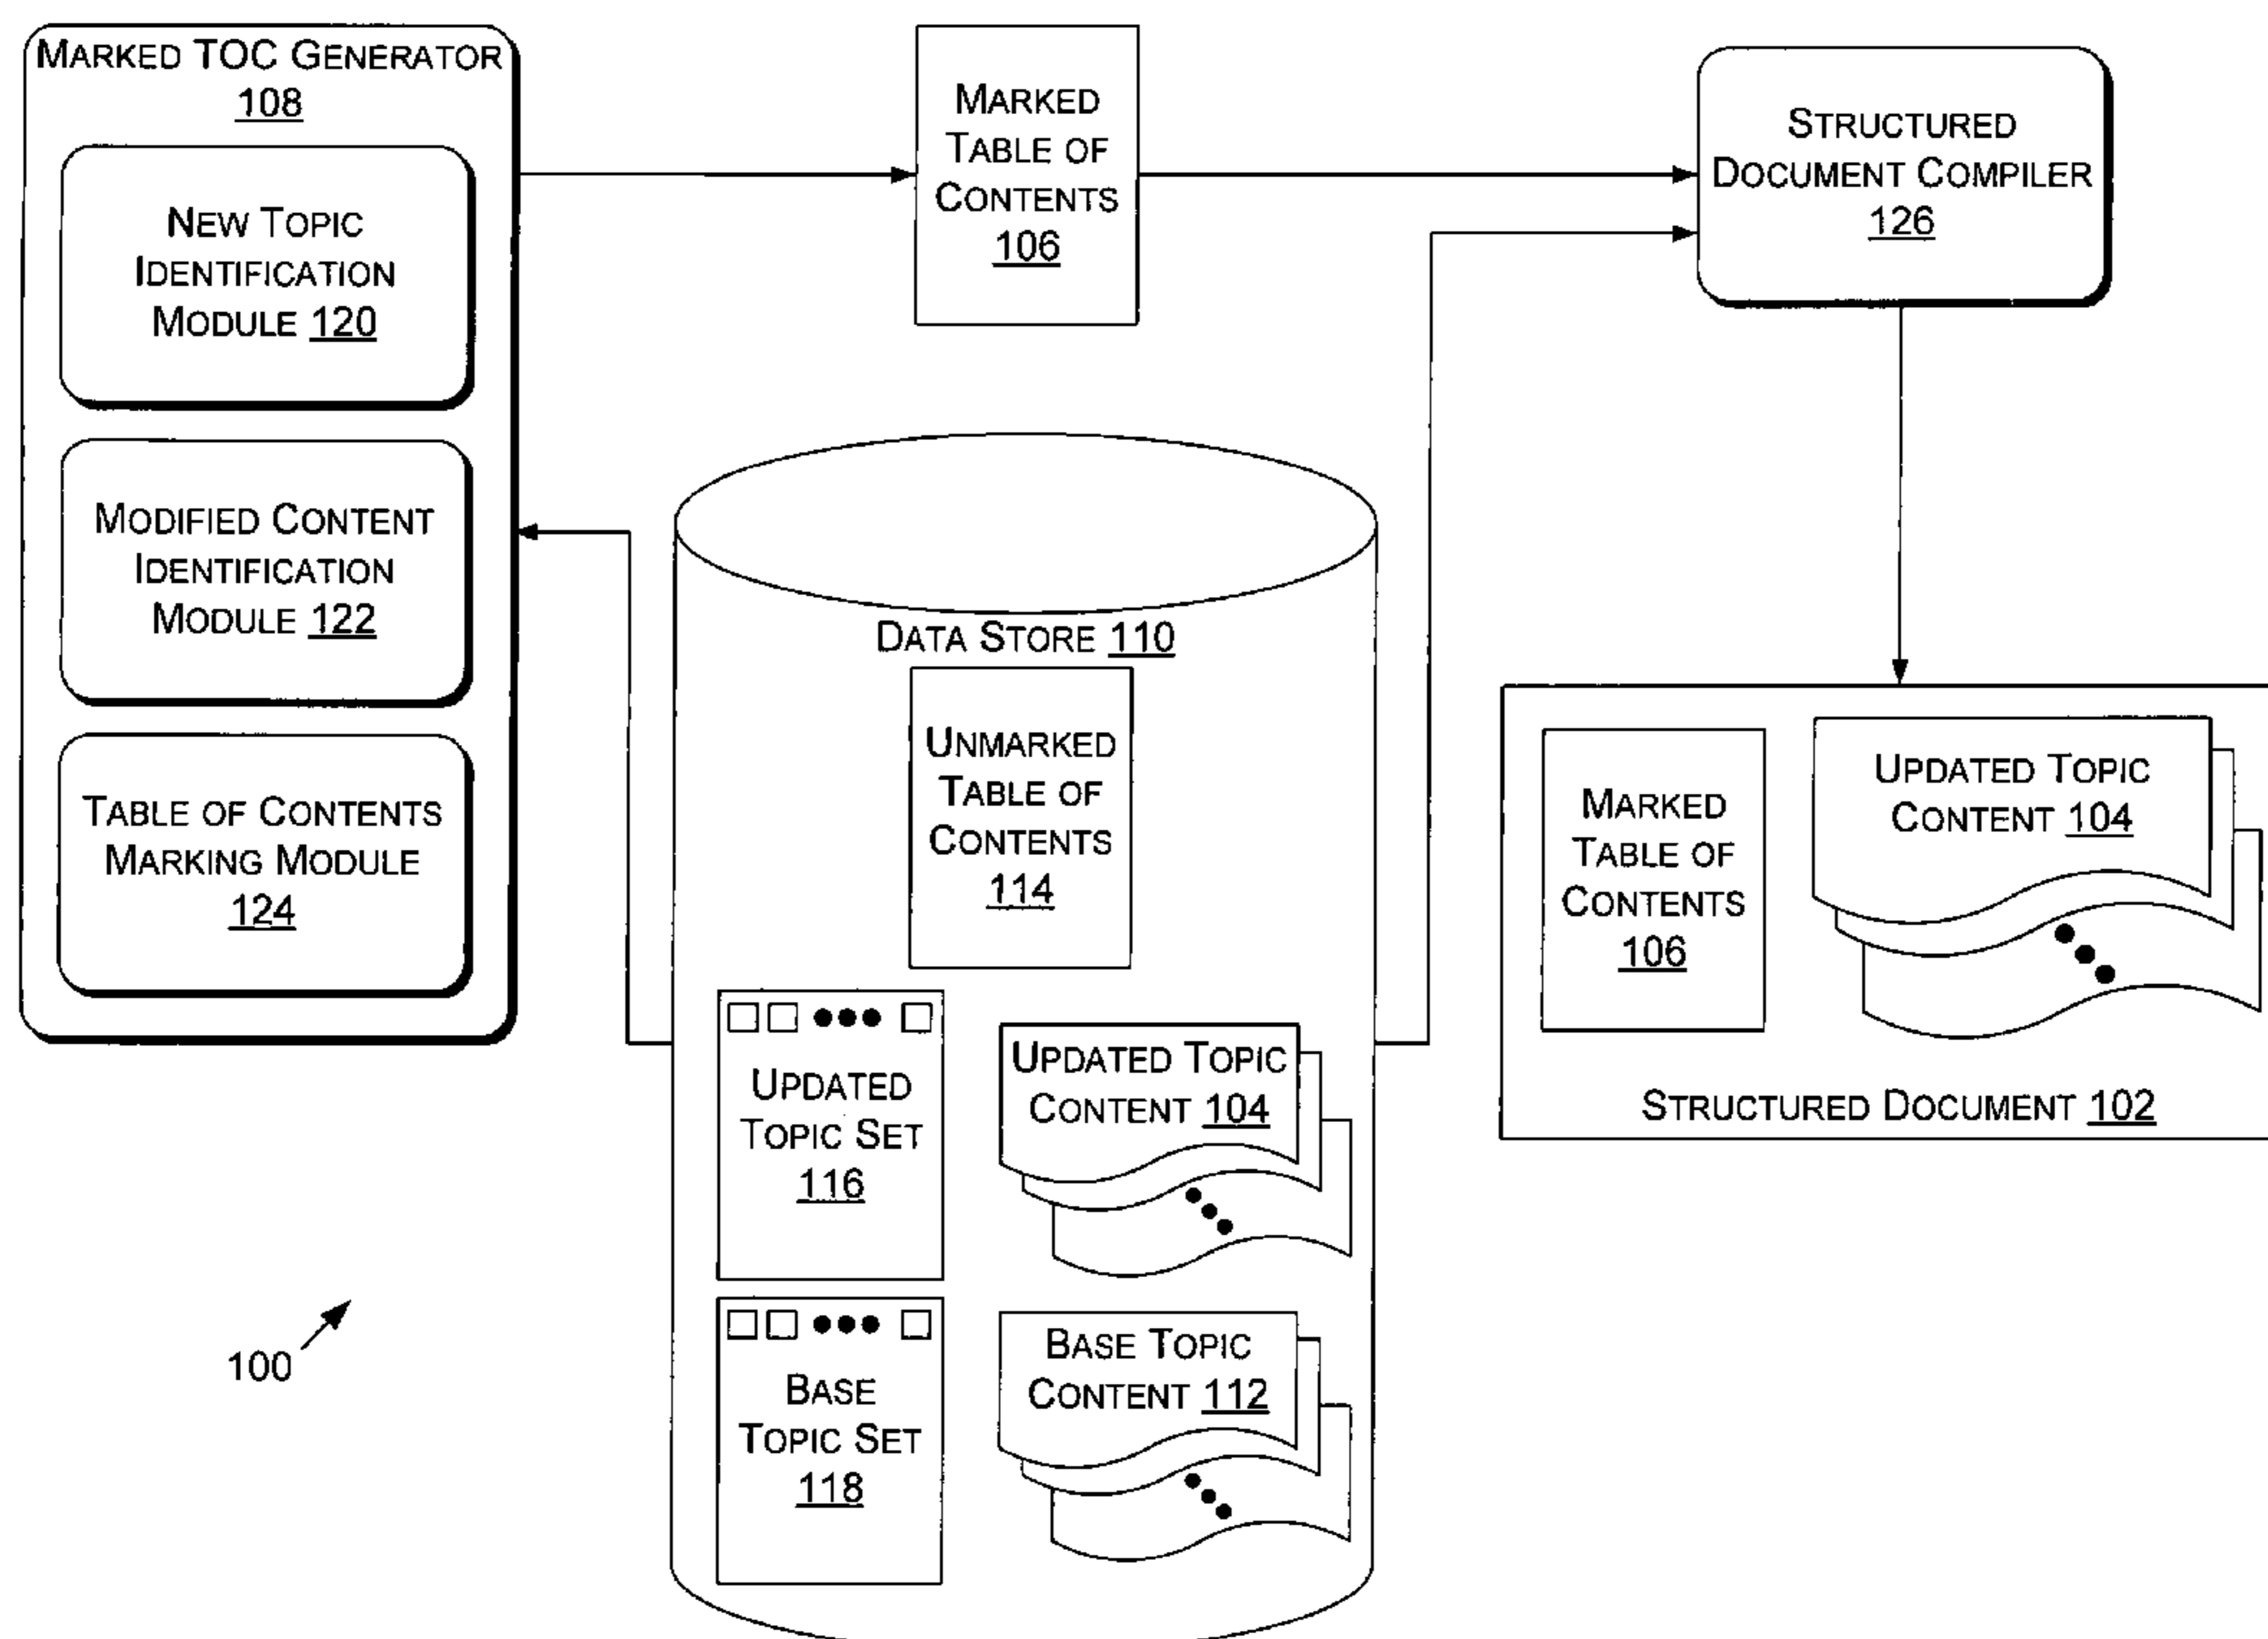 MARKED TOC GENERATOR
108
NEW TOPIC
IDENTIFICATION
MODULE 120
MODIFIED CONTENT
IDENTIFICATION
MODULE 122
TABLE OF CONTENTS
MARKING MODULE
124
MARKED
TABLE OF
CONTENTS
106
STRUCTURED
DOCUMENT COMPILER
126
DATA STORE 110
UNMARKED
TABLE OF
CONTENTS
114
UPDATED
TOPIC SET
116
UPDATED TOPIC
CONTENT 104
BASE
TOPIC SET
118
BASE TOPIC
CONTENT 112
MARKED
TABLE OF
CONTENTS
106
UPDATED TOPIC
CONTENT 104
STRUCTURED DOCUMENT 102
100